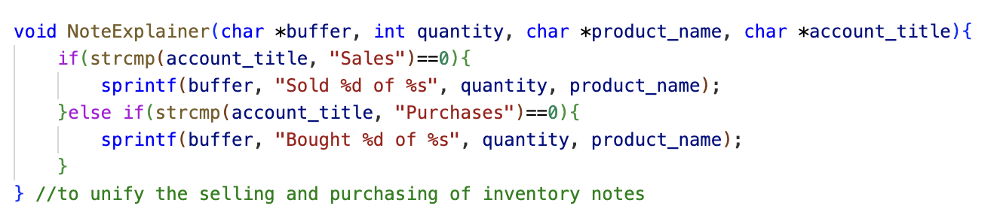 void NoteExplainer(char *buffer, int quantity, char *product_name, char *account_title){
    if(strcmp(account_title, "Sales")==0){
        sprintf(buffer, "Sold %d of %s", quantity, product_name);
    }else if(strcmp(account_title, "Purchases")==0){
        sprintf(buffer, "Bought %d of %s", quantity, product_name);
    }
} //to unify the selling and purchasing of inventory notes